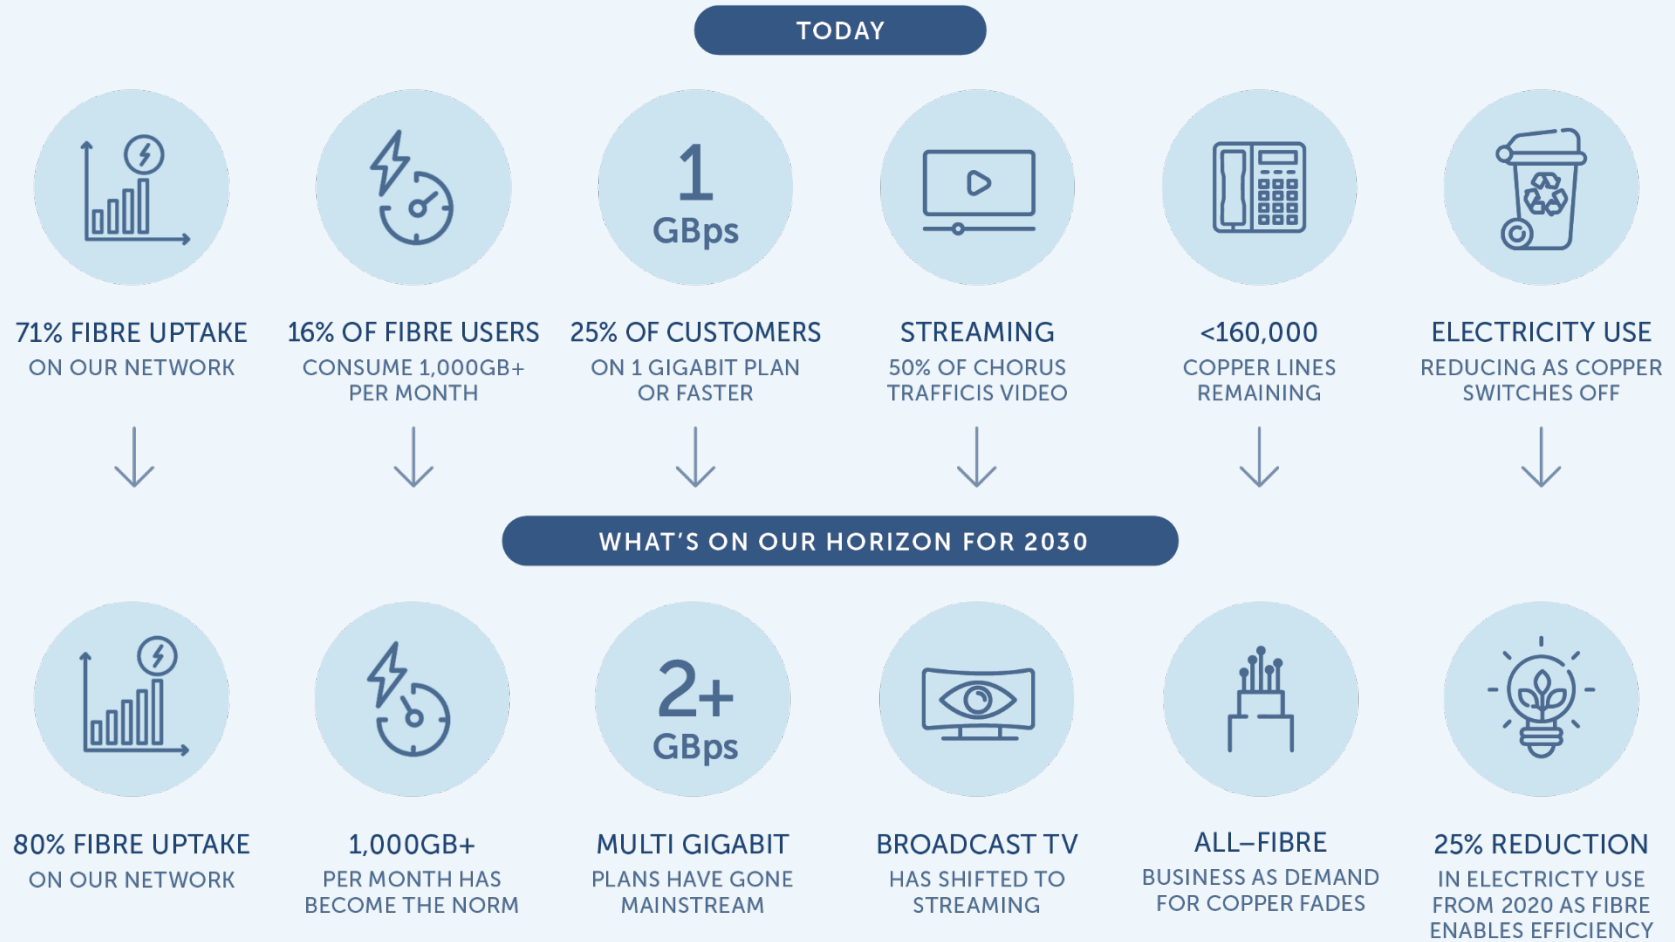 TODAY
1
GBps
71% FIBRE UPTAKE
ON OUR NETWORK
16% OF FIBRE USERS
CONSUME 1,000GB+
PER MONTH
25% OF CUSTOMERS
ON 1 GIGABIT PLAN
OR FASTER
STREAMING
50% OF CHORUS
TRAFFICIS VIDEO
<160,000
COPPER LINES
REMAINING
ELECTRICITY USE
REDUCING AS COPPER
SWITCHES OFF
WHAT'S ON OUR HORIZON FOR 2030
2+
GBps
80% FIBRE UPTAKE
ON OUR NETWORK
1,000GB+
PER MONTH HAS
BECOME THE NORM
MULTI GIGABIT
PLANS HAVE GONE
MAINSTREAM
BROADCAST TV
HAS SHIFTED TO
STREAMING
ALL–FIBRE
BUSINESS AS DEMAND
FOR COPPER FADES
25% REDUCTION
IN ELECTRICTY USE
FROM 2020 AS FIBRE
ENABLES EFFICIENCY